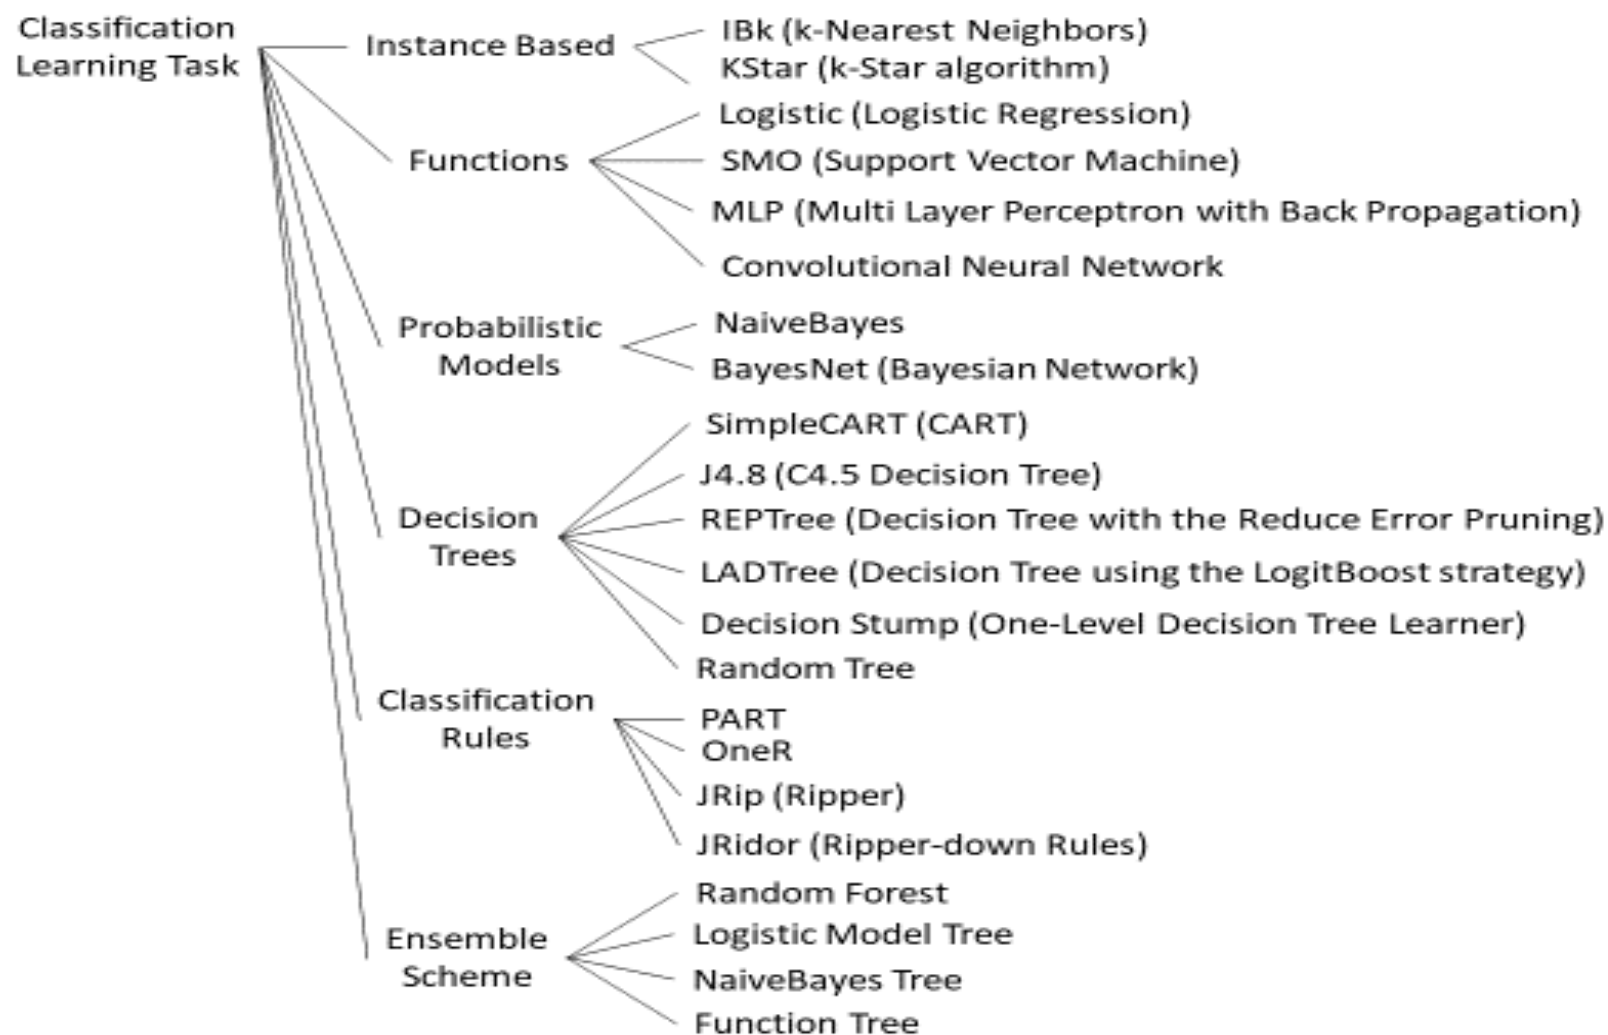 Classification
Learning Task
Instance Based
IBk (k-Nearest Neighbors)
KStar (k-Star algorithm)
Functions
Logistic (Logistic Regression)
SMO (Support Vector Machine)
MLP (Multi Layer Perceptron with Back Propagation)
Convolutional Neural Network
Probabilistic
Models
NaiveBayes
BayesNet (Bayesian Network)
Decision
Trees
SimpleCART (CART)
J4.8 (C4.5 Decision Tree)
REPTree (Decision Tree with the Reduce Error Pruning)
LADTree (Decision Tree using the LogitBoost strategy)
Decision Stump (One-Level Decision Tree Learner)
Random Tree
Classification
Rules
PART
OneR
JRip (Ripper)
JRidor (Ripper-down Rules)
Ensemble
Scheme
Random Forest
Logistic Model Tree
NaiveBayes Tree
Function Tree